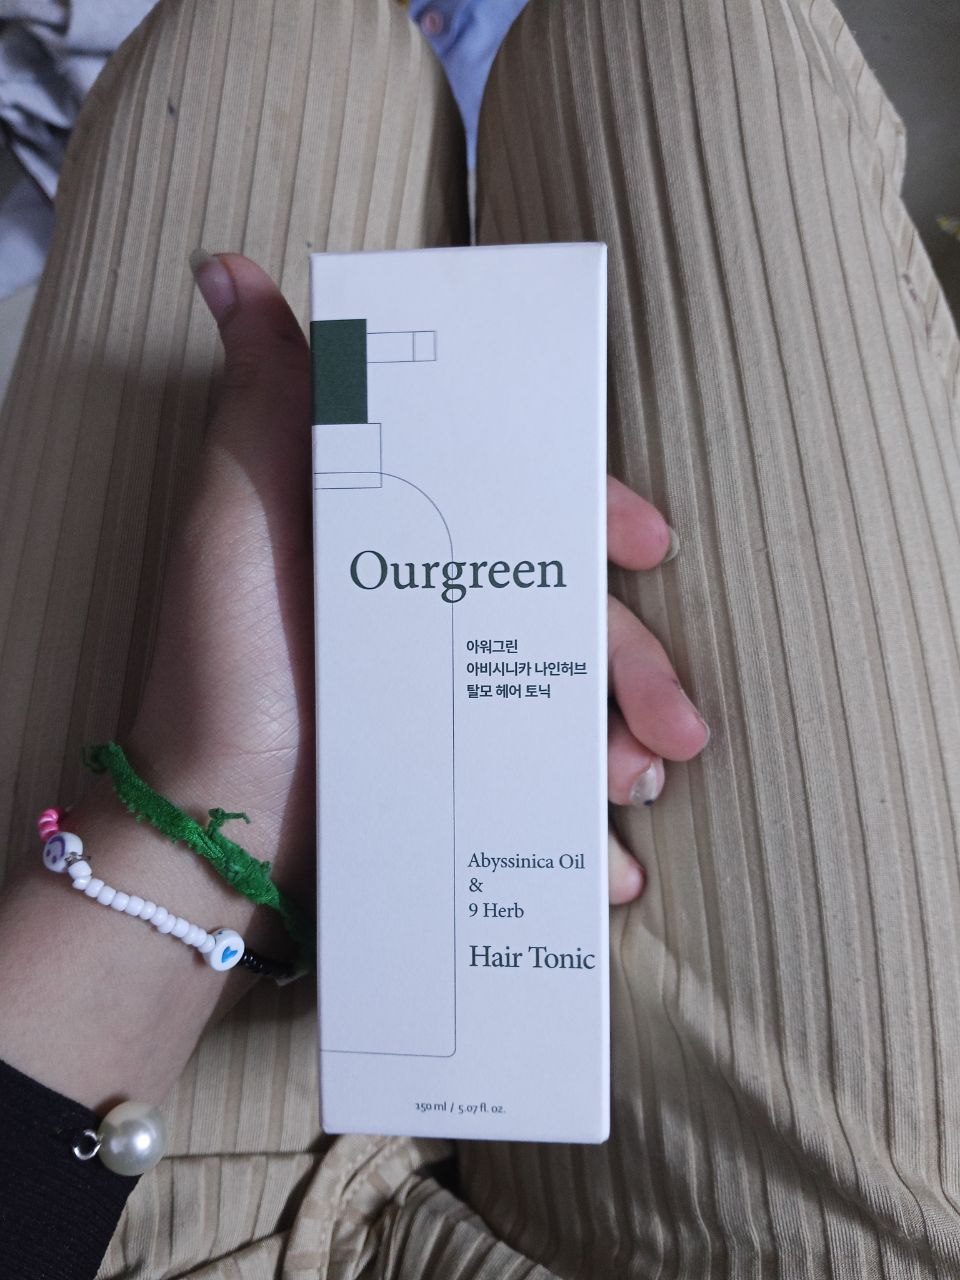 Ourgreen
아워그린
아비시니카 나인허브
탈모 헤어 토닉
Abyssinica Oil
&
9 Herb
Hair Tonic
150 ml / 5.07 fl. oz.